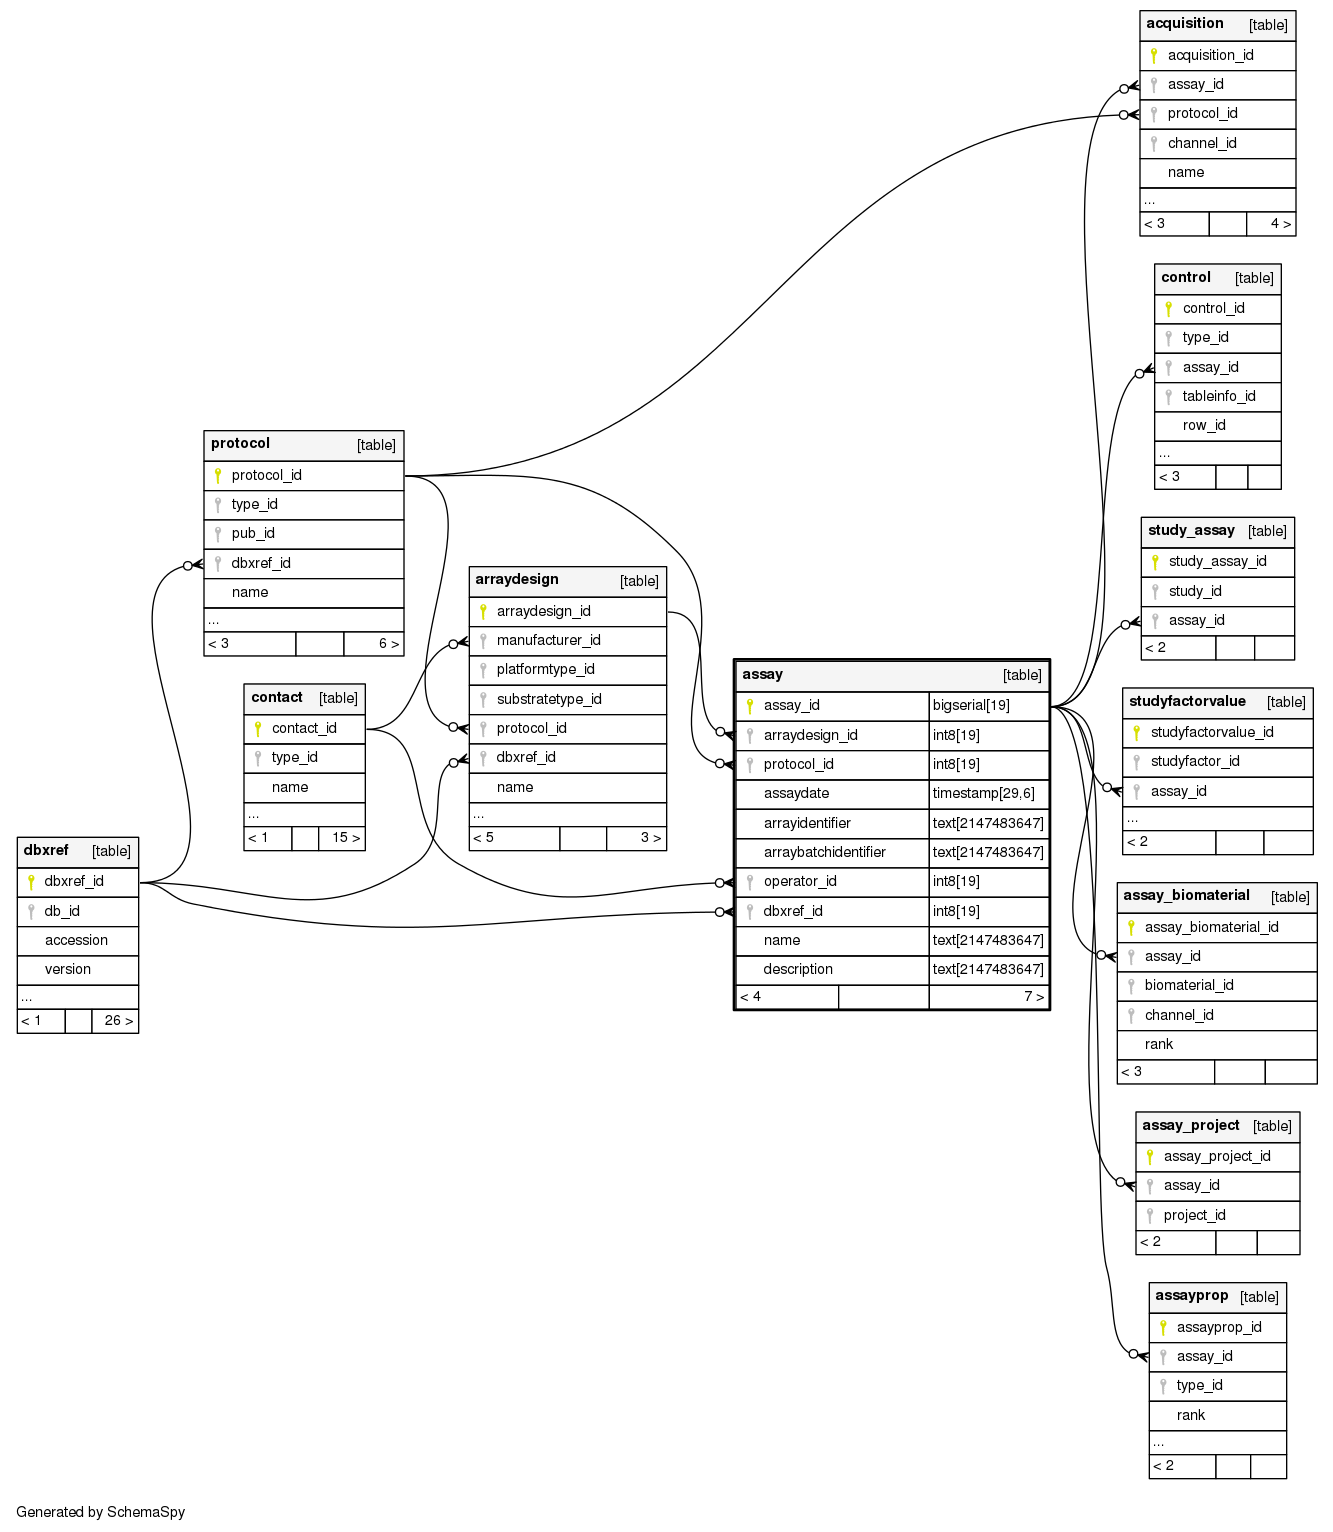 acquisition [table]
acquisition_id
assay_id
protocol_id
channel_id
name
...
< 3 4 >
control [table]
control_id
type_id
assay_id
tableinfo_id
row_id
...
< 3
protocol [table]
protocol_id
type_id
pub_id
dbxref_id
name
...
< 3 6 >
study_assay [table]
study_assay_id
study_id
assay_id
< 2
arraydesign [table]
arraydesign_id
manufacturer_id
platformtype_id
substratetype_id
protocol_id
dbxref_id
name
...
< 5 3 >
contact [table]
contact_id
type_id
name
...
< 1 15 >
assay [table]
assay_id bigserial[19]
arraydesign_id int8[19]
protocol_id int8[19]
assaydate timestamp[29,6]
arrayidentifier text[2147483647]
arraybatchidentifier text[2147483647]
operator_id int8[19]
dbxref_id int8[19]
name text[2147483647]
description text[2147483647]
< 4 7 >
studyfactorvalue [table]
studyfactorvalue_id
studyfactor_id
assay_id
...
< 2
dbxref [table]
dbxref_id
db_id
accession
version
...
< 1 26 >
assay_biomaterial [table]
assay_biomaterial_id
assay_id
biomaterial_id
channel_id
rank
< 3
assay_project [table]
assay_project_id
assay_id
project_id
< 2
assayprop [table]
assayprop_id
assay_id
type_id
rank
...
< 2
Generated by SchemaSpy